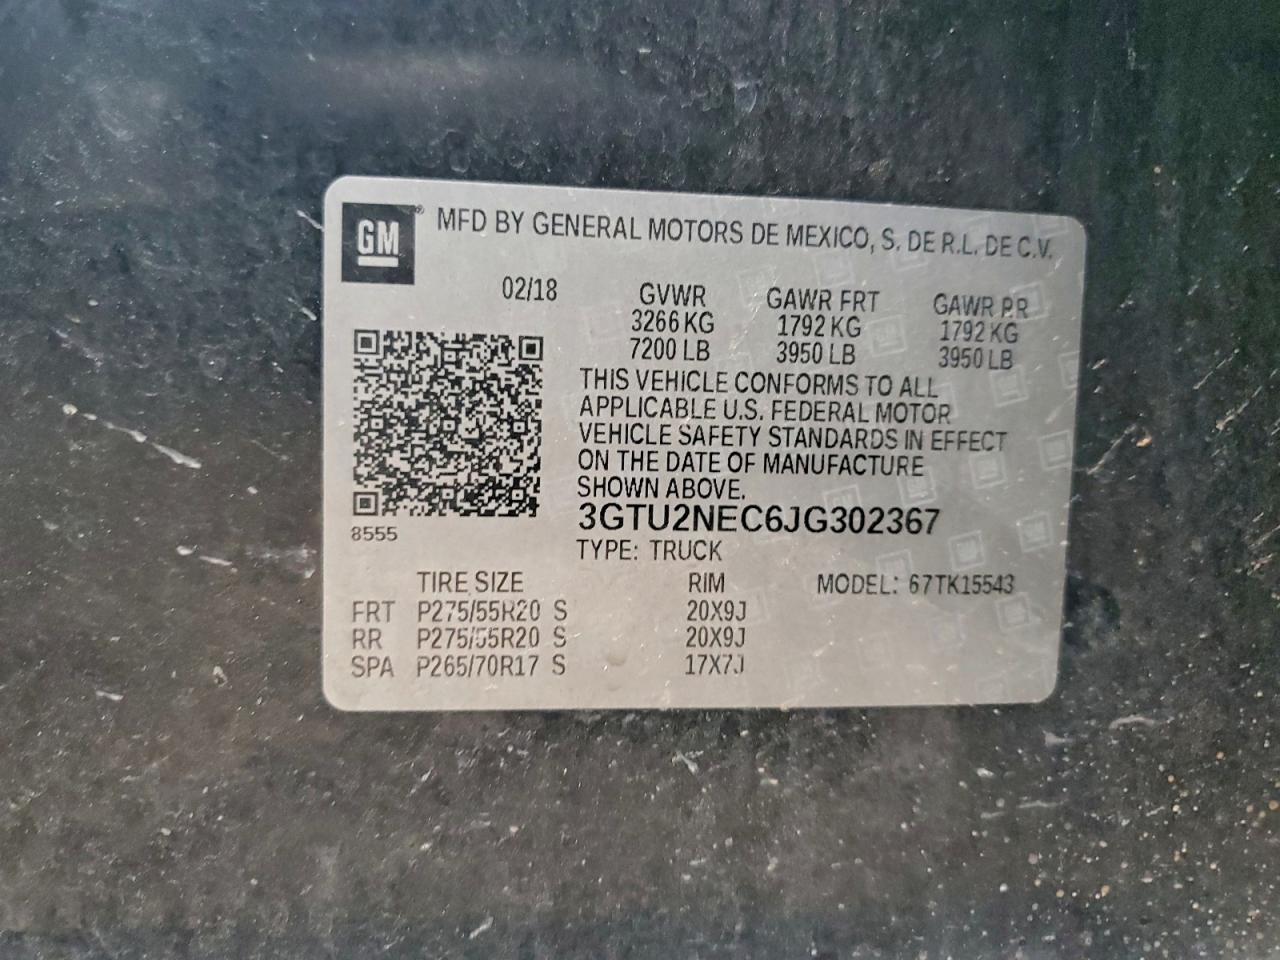 GM® MFD BY GENERAL MOTORS DE MEXICO, S. DE R.L. DE C.V.
02/18 GVWR GAWR FRT GAWR RR
3266 KG 1792 KG 1792 KG
7200 LB 3950 LB 3950 LB
THIS VEHICLE CONFORMS TO ALL
APPLICABLE U.S. FEDERAL MOTOR
VEHICLE SAFETY STANDARDS IN EFFECT
ON THE DATE OF MANUFACTURE
SHOWN ABOVE.
3GTU2NEC6JG302367
8555
TYPE: TRUCK
TIRE SIZE RIM MODEL: 67TK15543
FRT P275/55R20 S 20X9J
RR P275/55R20 S 20X9J
SPA P265/70R17 S 17X7J